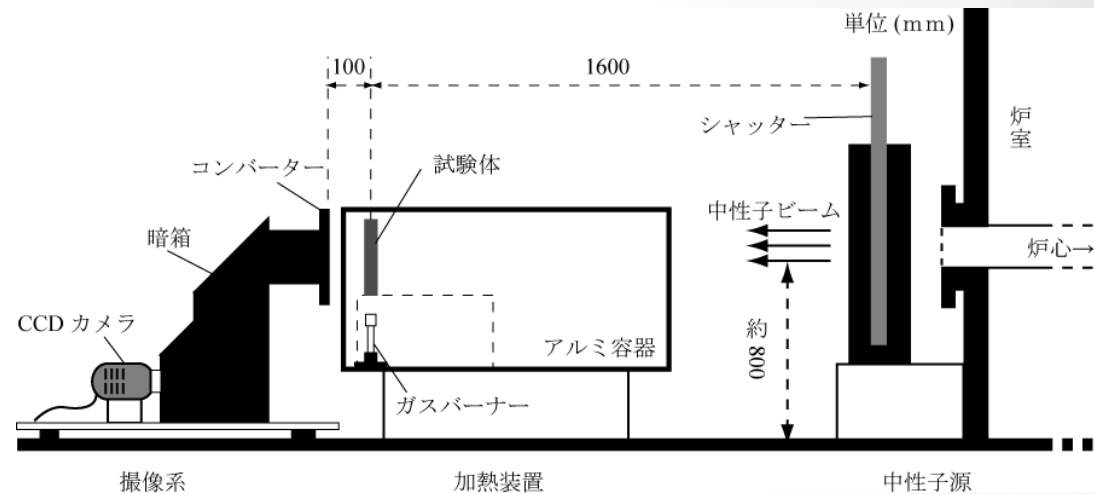 単位 (mm)
100
1600
炉室
シャッター
コンバーター
試験体
中性子ビーム
暗箱
炉心→
CCD カメラ
アルミ容器
約 800
ガスバーナー
撮像系
加熱装置
中性子源